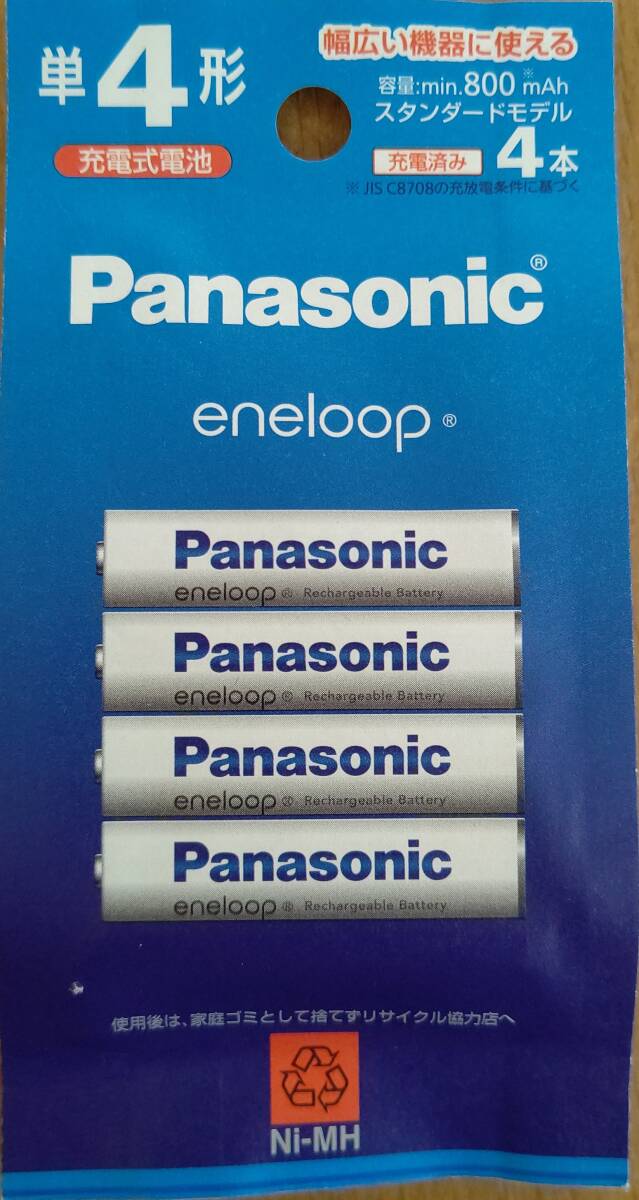 単4形
充電式電池
幅広い機器に使える
容量:min.800※mAh
スタンダードモデル
充電済み 4本
※JIS C8708の充放電条件に基づく
Panasonic®
eneloop®
Panasonic
eneloop® Rechargeable Battery
Panasonic
eneloop® Rechargeable Battery
Panasonic
eneloop® Rechargeable Battery
Panasonic
eneloop® Rechargeable Battery
使用後は、家庭ゴミとして捨てずリサイクル協力店へ
Ni-MH